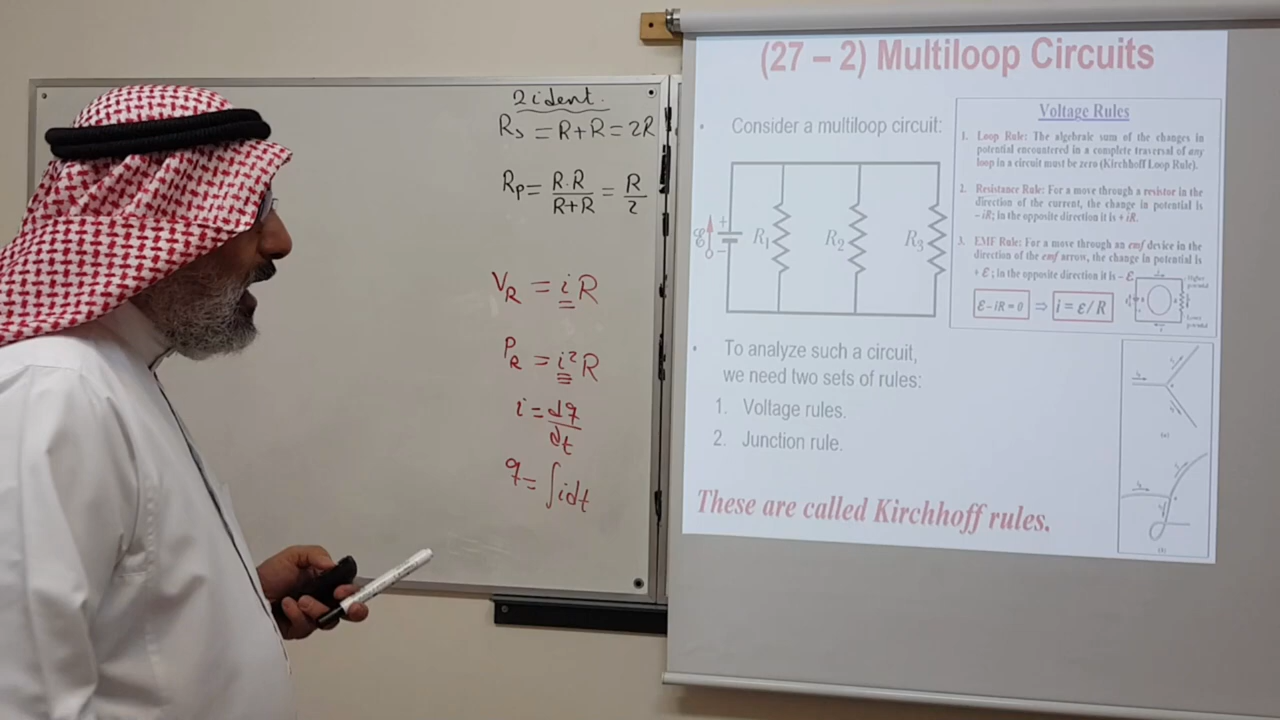 2 ident.
Rs = R+R = 2R
RP = R.R / R+R = R / 2
VR = iR
PR = i²R
i = dq / dt
q = ∫idt
(27 – 2) Multiloop Circuits
• Consider a multiloop circuit:
ℰ
+
−
R1
R2
R3
• To analyze such a circuit,
we need two sets of rules:
1. Voltage rules.
2. Junction rule.
These are called Kirchhoff rules.
Voltage Rules
1. Loop Rule: The algebraic sum of the changes in
potential encountered in a complete traversal of any
loop in a circuit must be zero (Kirchhoff Loop Rule).
2. Resistance Rule: For a move through a resistor in the
direction of the current, the change in potential is
– iR; in the opposite direction it is + iR.
3. EMF Rule: For a move through an emf device in the
direction of the emf arrow, the change in potential is
+ ℰ; in the opposite direction it is – ℰ
ℰ – iR = 0 ⇒ i = ε/R
Higher
potential
Lower
potential
(a)
(b)